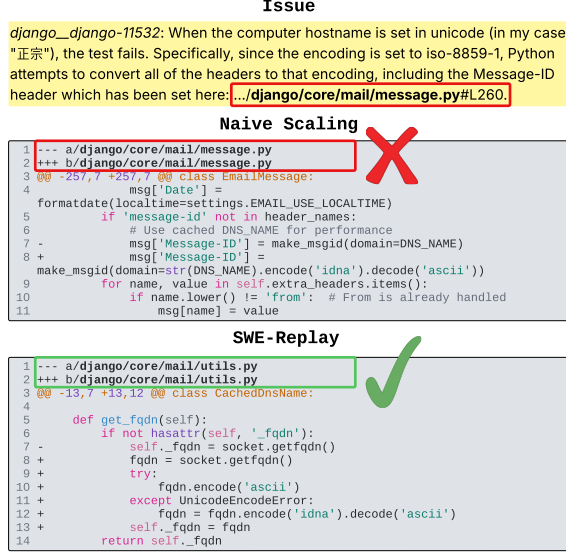 Issue
django__django-11532: When the computer hostname is set in unicode (in my case
"正宗"), the test fails. Specifically, since the encoding is set to iso-8859-1, Python
attempts to convert all of the headers to that encoding, including the Message-ID
header which has been set here: .../django/core/mail/message.py#L260.
Naive Scaling
1 --- a/django/core/mail/message.py
2 +++ b/django/core/mail/message.py
3 @@ -257,7 +257,7 @@ class EmailMessage:
4             msg['Date'] =
formatdate(localtime=settings.EMAIL_USE_LOCALTIME)
5         if 'message-id' not in header_names:
6             # Use cached DNS_NAME for performance
7 -            msg['Message-ID'] = make_msgid(domain=DNS_NAME)
8 +            msg['Message-ID'] =
make_msgid(domain=str(DNS_NAME).encode('idna').decode('ascii'))
9         for name, value in self.extra_headers.items():
10             if name.lower() != 'from':  # From is already handled
11                 msg[name] = value
SWE-Replay
1 --- a/django/core/mail/utils.py
2 +++ b/django/core/mail/utils.py
3 @@ -13,7 +13,12 @@ class CachedDnsName:
4
5     def get_fqdn(self):
6         if not hasattr(self, '_fqdn'):
7 -            self._fqdn = socket.getfqdn()
8 +            fqdn = socket.getfqdn()
9 +            try:
10 +                fqdn.encode('ascii')
11 +            except UnicodeEncodeError:
12 +                fqdn = fqdn.encode('idna').decode('ascii')
13 +            self._fqdn = fqdn
14         return self._fqdn